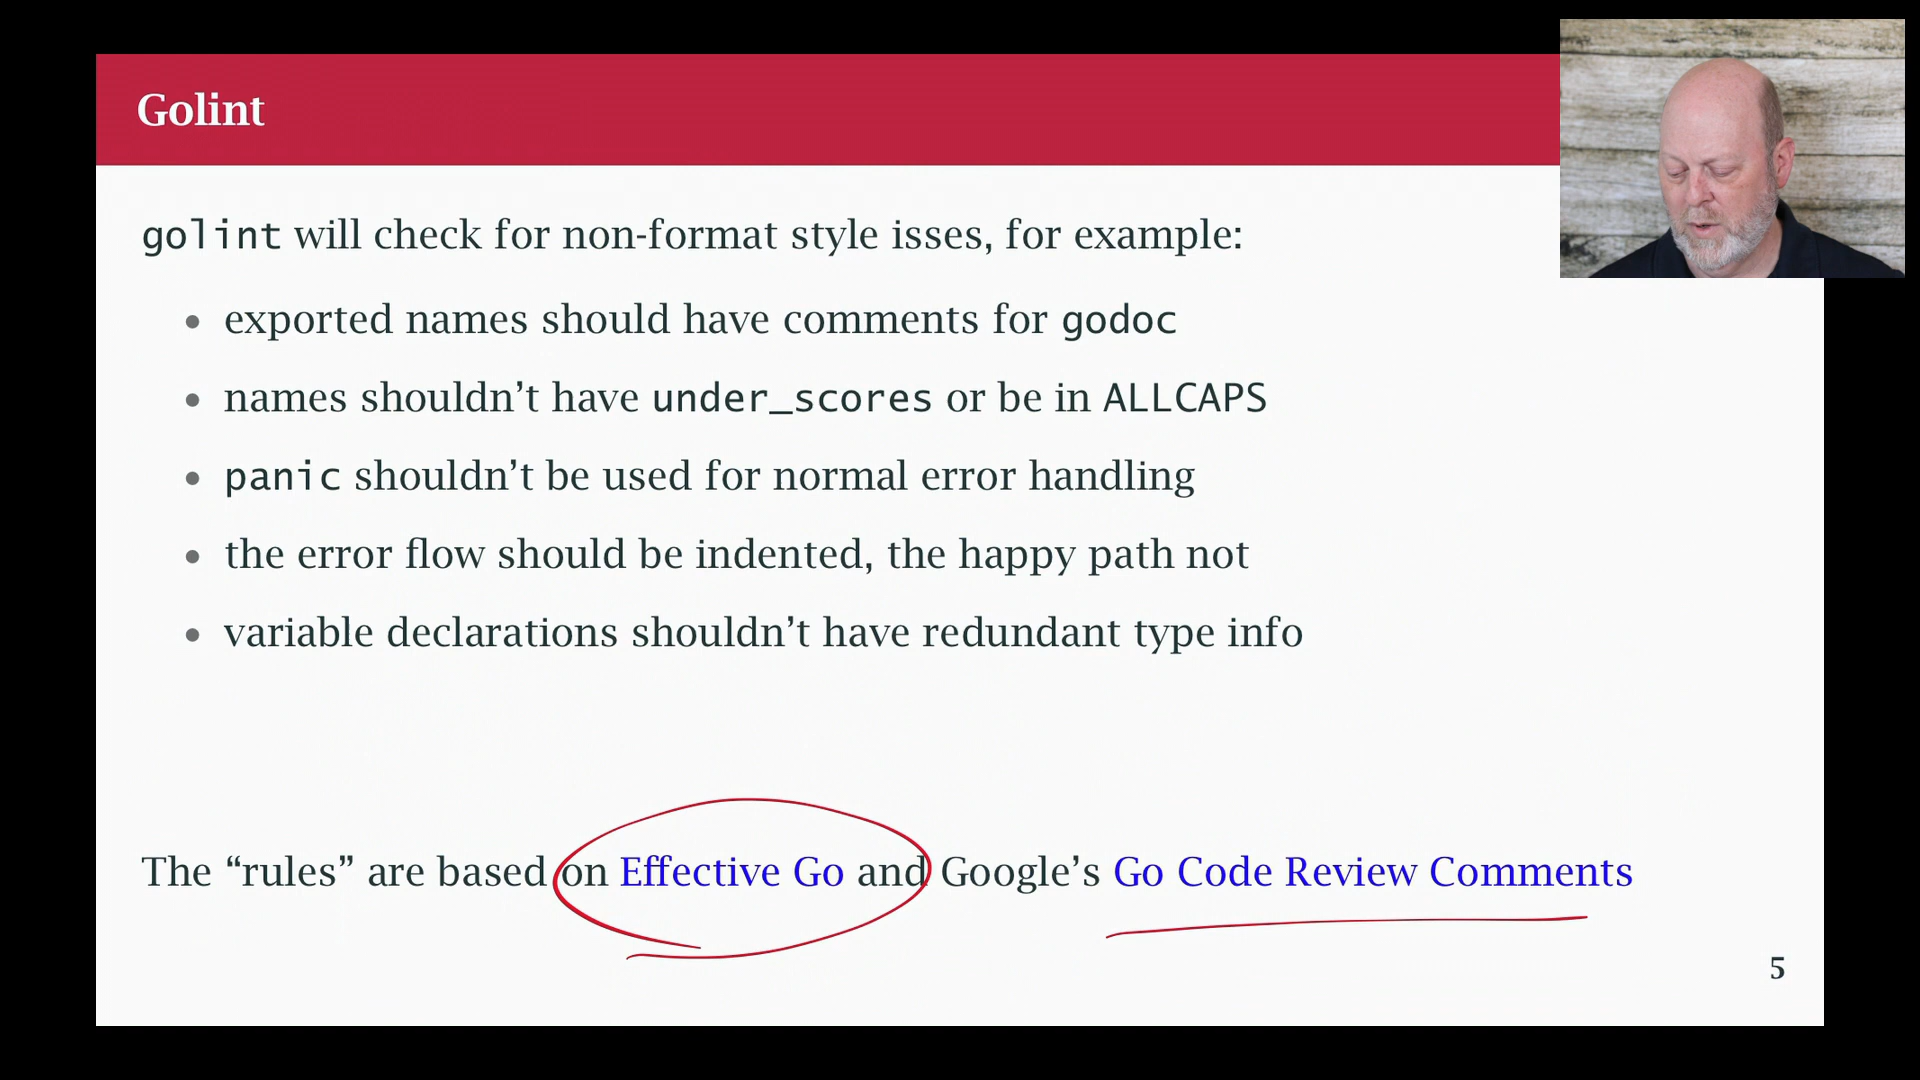 Golint
golint will check for non-format style isses, for example:
• exported names should have comments for godoc
• names shouldn’t have under_scores or be in ALLCAPS
• panic shouldn’t be used for normal error handling
• the error flow should be indented, the happy path not
• variable declarations shouldn’t have redundant type info
The “rules” are based on Effective Go and Google’s Go Code Review Comments
5